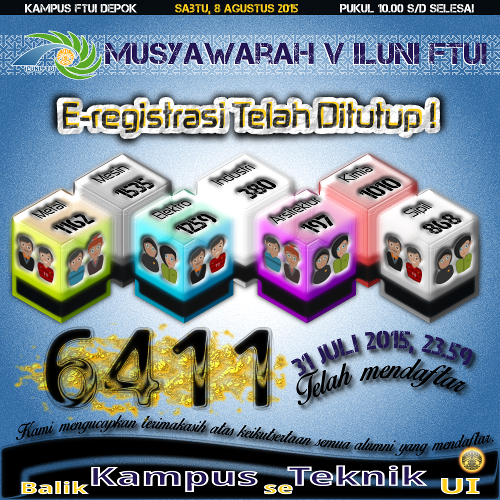 KAMPUS FTUI DEPOK SABTU, 8 AGUSTUS 2015 PUKUL 10.00 S/D SELESAI
ILUNI FTUI MUSYAWARAH V ILUNI FTUI
E-registrasi Telah Ditutup !
Mesin 1535 Industri 380 Kimia 1010
Metal 1162 Elektro 1259 Arsitektur 197 Sipil 868
6411
31 JULI 2015, 23.59
Telah mendaftar
Kami mengucapkan terimakasih atas keikutsertaan semua alumni yang mendaftar.
Balik Kampus se Teknik UI